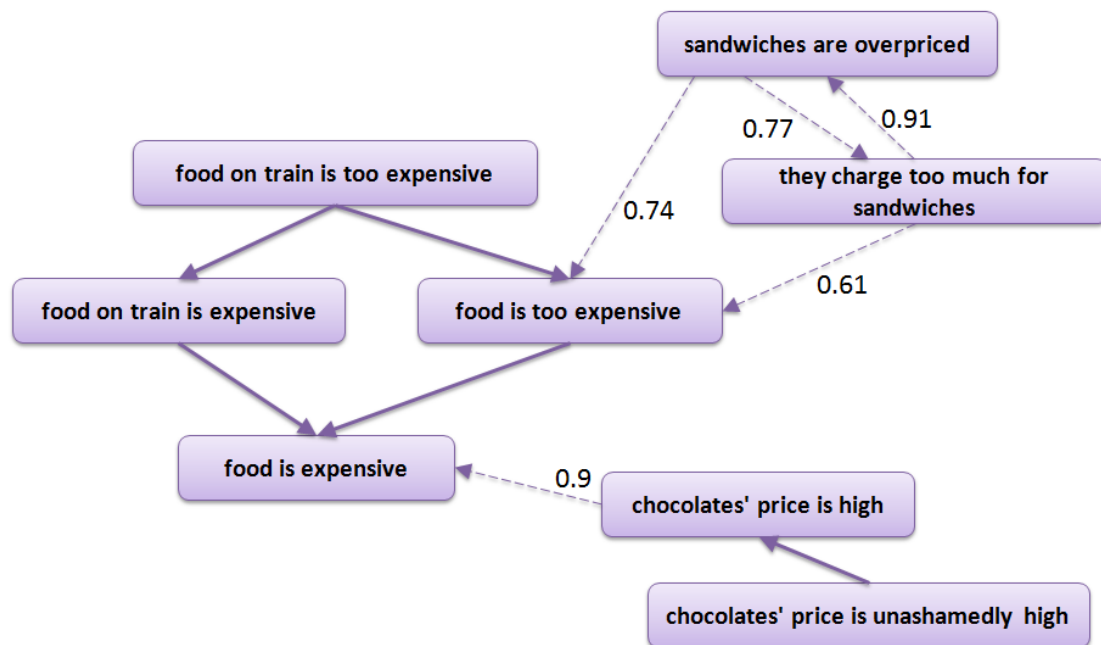 sandwiches are overpriced
0.77
0.91
food on train is too expensive
they charge too much for
sandwiches
0.74
0.61
food on train is expensive
food is too expensive
food is expensive
0.9
chocolates' price is high
chocolates' price is unashamedly high